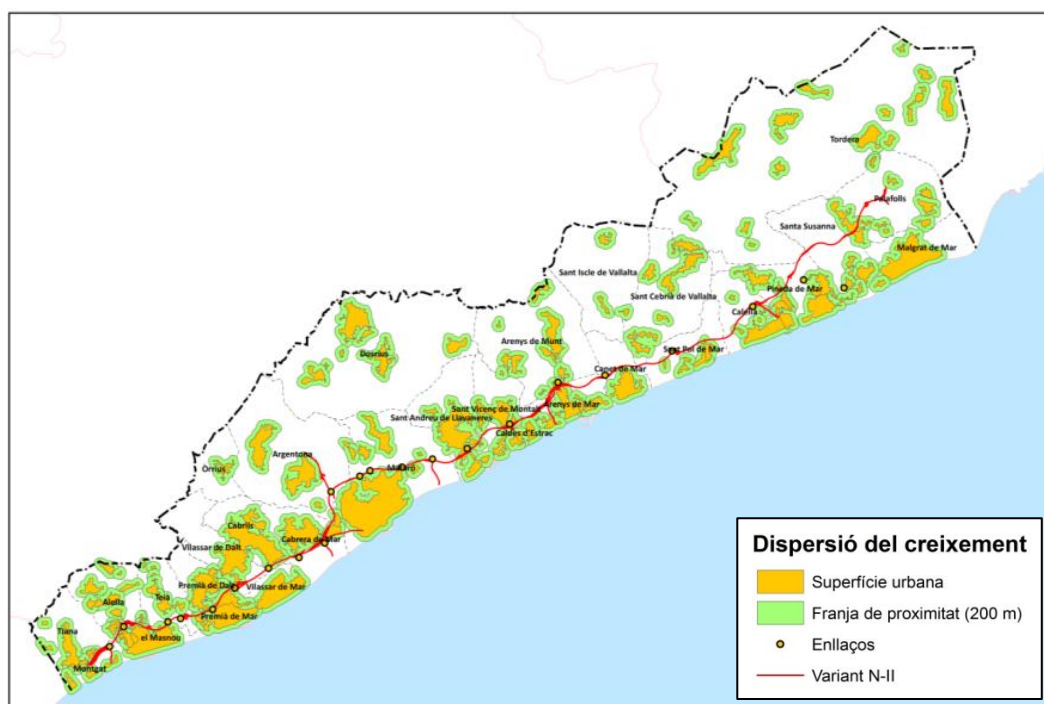 Tordera
Palafolls
Santa Susanna
Malgrat de Mar
Sant Iscle de Vallalta
Pineda de Mar
Sant Cebrià de Vallalta
Calella
Arenys de Munt
Sant Pol de Mar
Dosrius
Canet de Mar
Sant Vicenç de Montalt
Arenys de Mar
Sant Andreu de Llavaneres
Caldes d'Estrac
Argentona
Òrrius
Mataró
Cabrils
Cabrera de Mar
Vilassar de Dalt
Premià de Dalt
Vilassar de Mar
Alella
Teià
Premià de Mar
Tiana
el Masnou
Montgat
Dispersió del creixement
Superfície urbana
Franja de proximitat (200 m)
Enllaços
Variant N-II